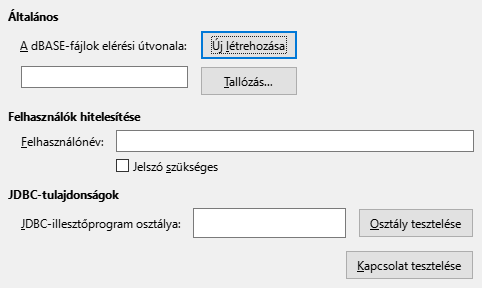 Általános
A dBASE-fájlok elérési útvonala:
Új létrehozása
Tallózás...
Felhasználók hitelesítése
Felhasználónév:
Jelszó szükséges
JDBC-tulajdonságok
JDBC-illesztőprogram osztálya:
Osztály tesztelése
Kapcsolat tesztelése